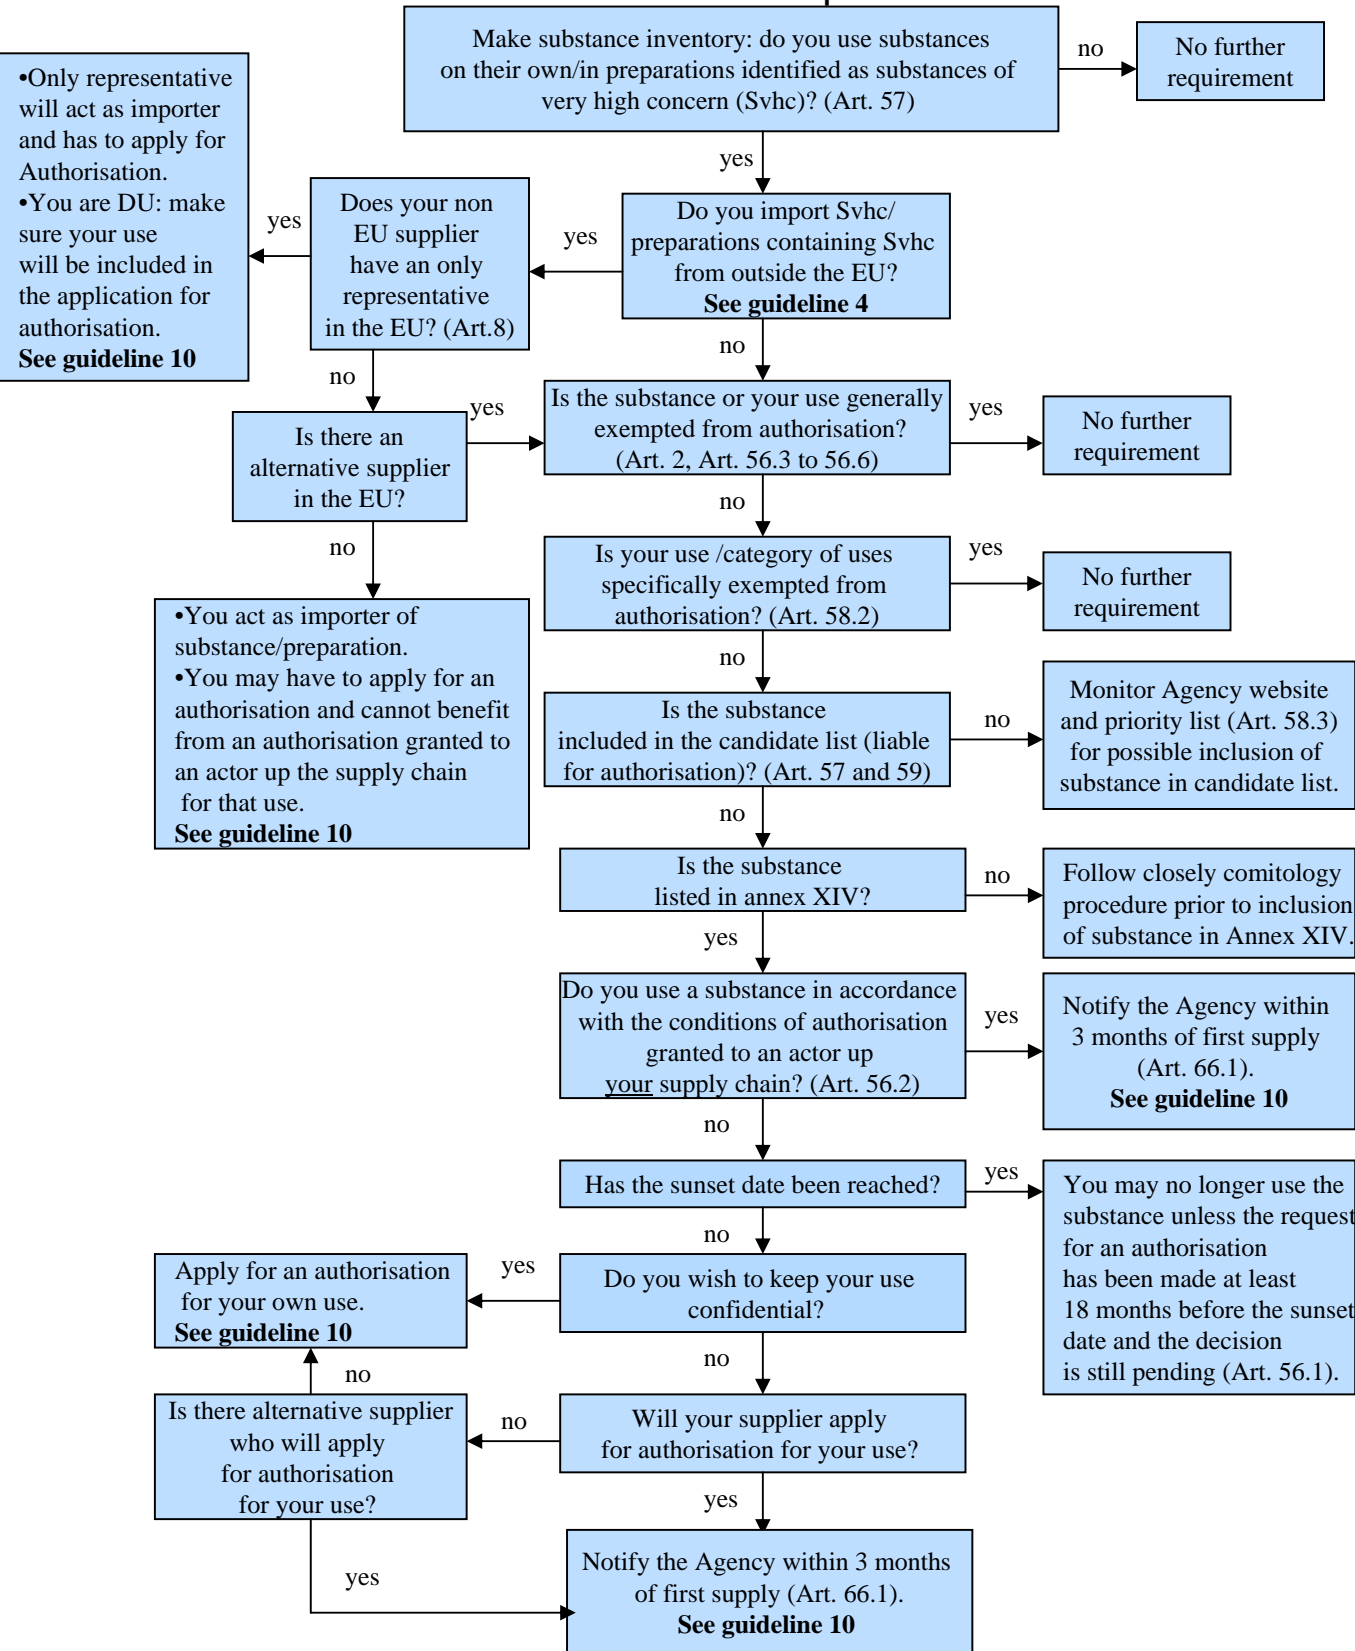 Make substance inventory: do you use substances
on their own/in preparations identified as substances of
very high concern (Svhc)? (Art. 57)
no
No further
requirement
•Only representative
will act as importer
and has to apply for
Authorisation.
•You are DU: make
sure your use
will be included in
the application for
authorisation.
See guideline 10
yes
yes
Does your non
EU supplier
have an only
representative
in the EU? (Art.8)
yes
Do you import Svhc/
preparations containing Svhc
from outside the EU?
See guideline 4
no
no
Is there an
alternative supplier
in the EU?
yes
Is the substance or your use generally
exempted from authorisation?
(Art. 2, Art. 56.3 to 56.6)
yes
No further
requirement
no
no
Is your use /category of uses
specifically exempted from
authorisation? (Art. 58.2)
yes
No further
requirement
•You act as importer of
substance/preparation.
•You may have to apply for an
authorisation and cannot benefit
from an authorisation granted to
an actor up the supply chain
for that use.
See guideline 10
no
Is the substance
included in the candidate list (liable
for authorisation)? (Art. 57 and 59)
no
Monitor Agency website
and priority list (Art. 58.3)
for possible inclusion of
substance in candidate list.
no
Is the substance
listed in annex XIV?
no
Follow closely comitology
procedure prior to inclusion
of substance in Annex XIV.
yes
Do you use a substance in accordance
with the conditions of authorisation
granted to an actor up
your supply chain? (Art. 56.2)
yes
Notify the Agency within
3 months of first supply
(Art. 66.1).
See guideline 10
no
Has the sunset date been reached?
yes
You may no longer use the
substance unless the request
for an authorisation
has been made at least
18 months before the sunset
date and the decision
is still pending (Art. 56.1).
no
Do you wish to keep your use
confidential?
yes
Apply for an authorisation
for your own use.
See guideline 10
no
no
Will your supplier apply
for authorisation for your use?
no
Is there alternative supplier
who will apply
for authorisation
for your use?
yes
yes
Notify the Agency within 3 months
of first supply (Art. 66.1).
See guideline 10